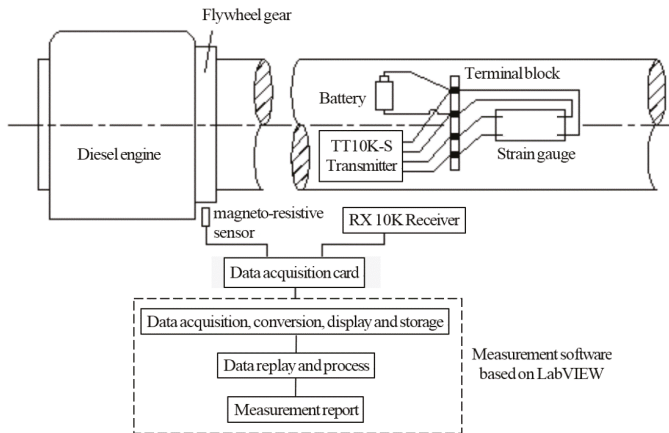 Flywheel gear
Terminal block
Battery
Diesel engine
TT10K-S
Transmitter
Strain gauge
magneto-resistive
sensor
RX 10K Receiver
Data acquisition card
Data acquisition, conversion, display and storage
Data replay and process
Measurement report
Measurement software
based on LabVIEW